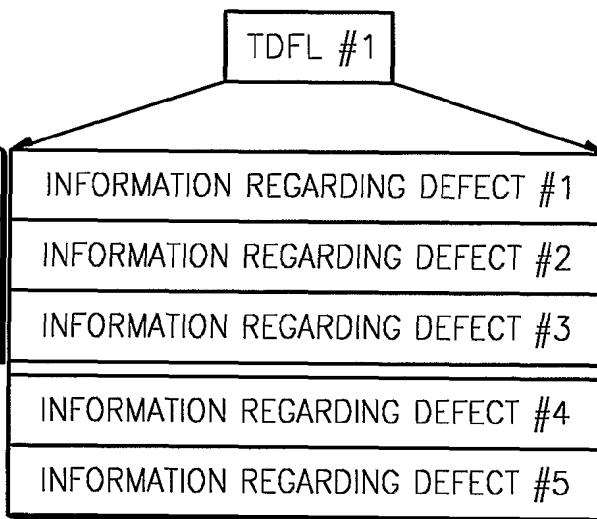 TDFL #1
INFORMATION REGARDING DEFECT #1
INFORMATION REGARDING DEFECT #2
INFORMATION REGARDING DEFECT #3
INFORMATION REGARDING DEFECT #4
INFORMATION REGARDING DEFECT #5